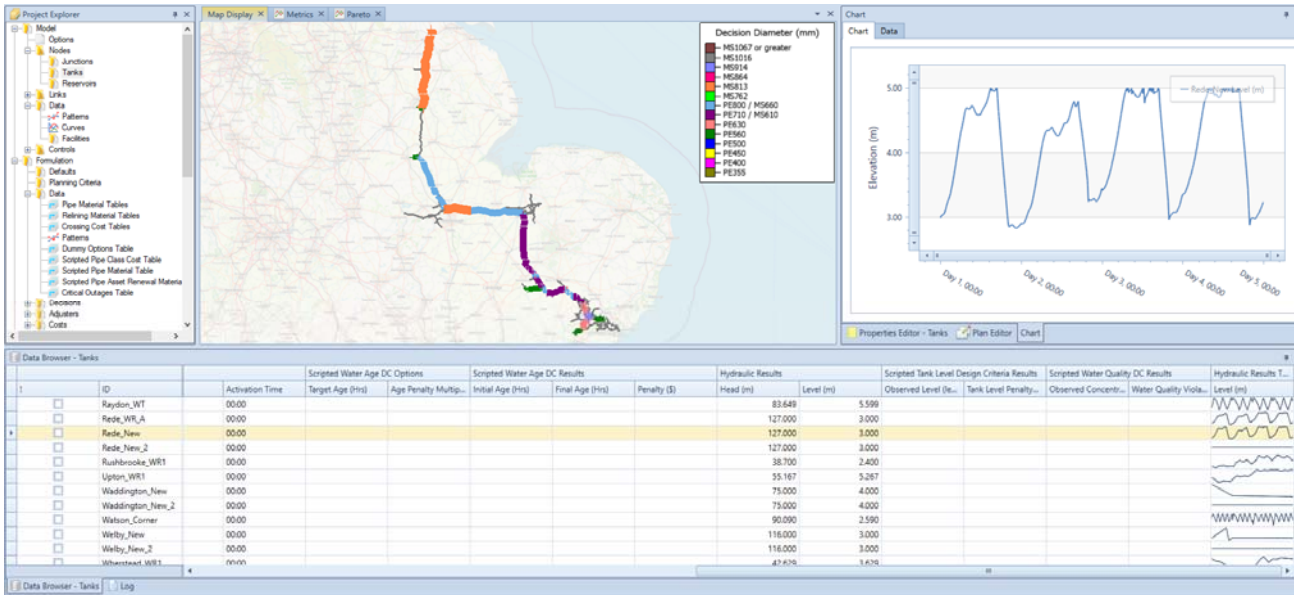 Project Explorer
Model
Options
Nodes
Junctions
Tanks
Reservoirs
Links
Data
Patterns
Curves
Facilities
Controls
Formulation
Defaults
Planning Criteria
Data
Pipe Material Tables
Relining Material Tables
Crossing Cost Tables
Patterns
Dummy Options Table
Scripted Pipe Class Cost Table
Scripted Pipe Material Table
Scripted Pipe Asset Renewal Materia
Critical Outages Table
Decisions
Adjusters
Costs
Map Display Metrics Pareto
Decision Diameter (mm)
MS1067 or greater
MS1016
MS914
MS864
MS813
MS762
PE800 / MS660
PE710 / MS610
PE630
PE560
PE500
PE450
PE400
PE355
Chart
Chart Data
Elevation (m)
5.00
4.00
3.00
Day 1, 00:00 Day 2, 00:00 Day 3, 00:00 Day 4, 00:00 Day 5, 00:00
Properties Editor - Tanks Plan Editor Chart
Data Browser - Tanks
Scripted Water Age DC Options Scripted Water Age DC Results Hydraulic Results Scripted Tank Level Design Criteria Results Scripted Water Quality DC Results Hydraulic Results T...
ID Activation Time Target Age (Hrs) Age Penalty Multip... Initial Age (Hrs) Final Age (Hrs) Penalty ($) Head (m) Level (m) Observed Level (le... Tank Level Penalty... Observed Concentr... Water Quality Viola... Level (m)
Raydon_WT 00:00 83.649 5.599
Rede_WR_A 00:00 127.000 3.000
Rede_New 00:00 127.000 3.000
Rede_New_2 00:00 127.000 3.000
Rushbrooke_WR1 00:00 38.700 2.400
Upton_WR1 00:00 55.167 5.267
Waddington_New 00:00 75.000 4.000
Waddington_New_2 00:00 75.000 4.000
Watson_Corner 00:00 90.090 2.590
Welby_New 00:00 116.000 3.000
Welby_New_2 00:00 116.000 3.000
Wherstead_WR1 00:00 42.629 3.629
Data Browser - Tanks Log